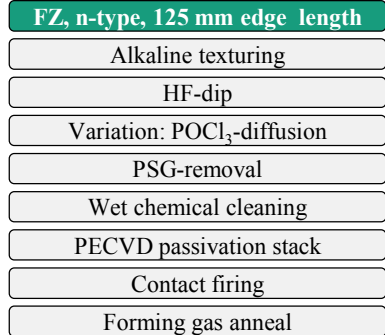 FZ, n-type, 125 mm edge length
Alkaline texturing
HF-dip
Variation: POCl₃-diffusion
PSG-removal
Wet chemical cleaning
PECVD passivation stack
Contact firing
Forming gas anneal